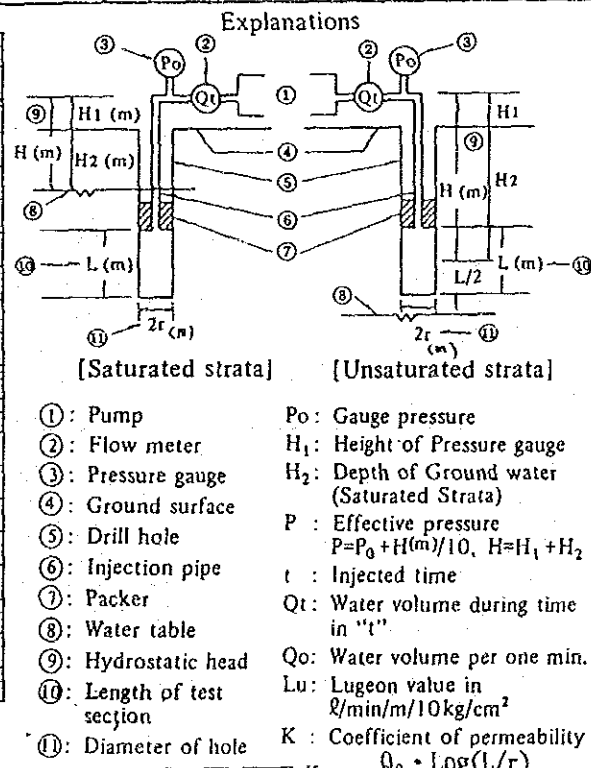 Explanations
③ ② ② ③
Po Po
Qt ① Qt
⑨ H1 (m) H1
④ ⑨
H (m) H2 (m) ⑤ H (m) H2
⑧ ⑥
⑦
⑩ L (m) L/2 L (m) ⑩
⑧
⑪ 2r (m) 2r (m) ⑪
[Saturated strata] [Unsaturated strata]
①: Pump
②: Flow meter
③: Pressure gauge
④: Ground surface
⑤: Drill hole
⑥: Injection pipe
⑦: Packer
⑧: Water table
⑨: Hydrostatic head
⑩: Length of test
section
⑪: Diameter of hole
Po: Gauge pressure
H₁: Height of Pressure gauge
H₂: Depth of Ground water
(Saturated Strata)
P : Effective pressure
P=P₀+H(m)/10, H=H₁+H₂
t : Injected time
Qt: Water volume during time
in "t"
Qo: Water volume per one min.
Lu: Lugeon value in
ℓ/min/m/10kg/cm²
K : Coefficient of permeability
Q₀ • Log(L/r)